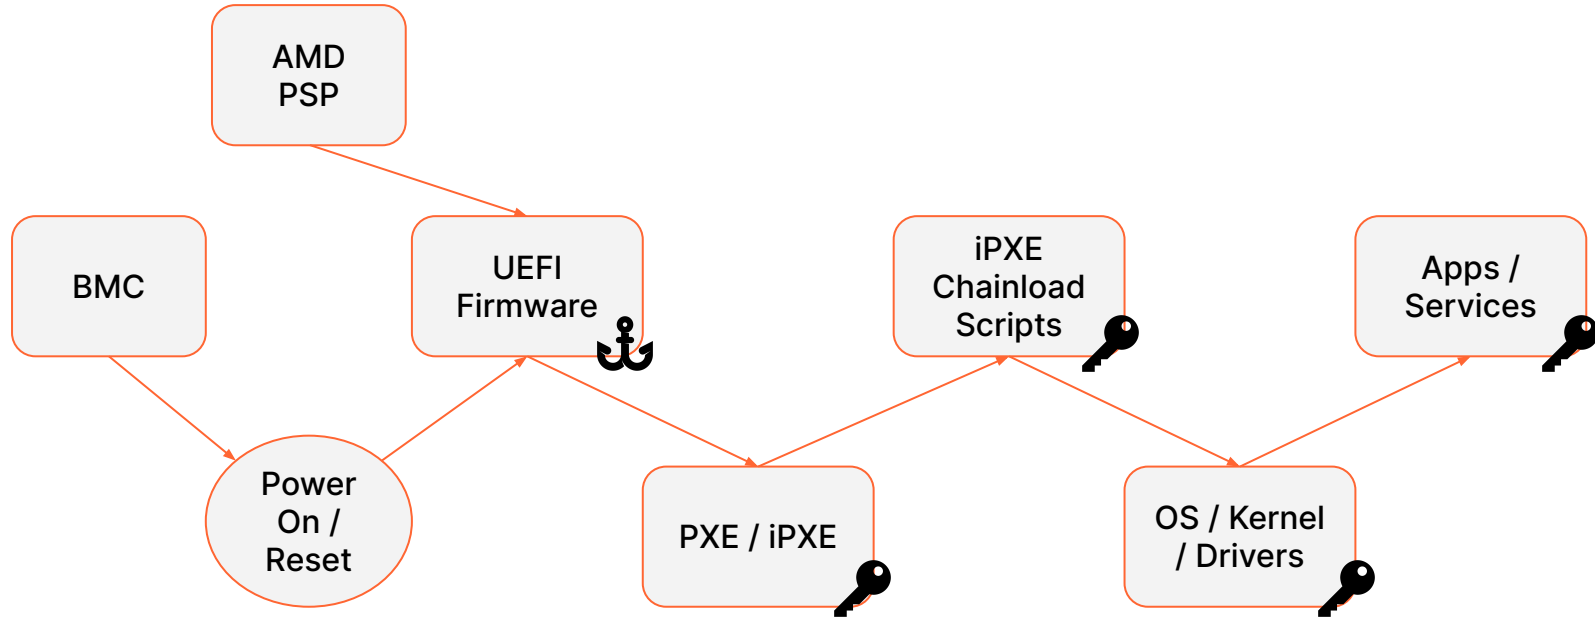 AMD
PSP
BMC
UEFI
Firmware
iPXE
Chainload
Scripts
Apps /
Services
Power
On /
Reset
PXE / iPXE
OS / Kernel
/ Drivers